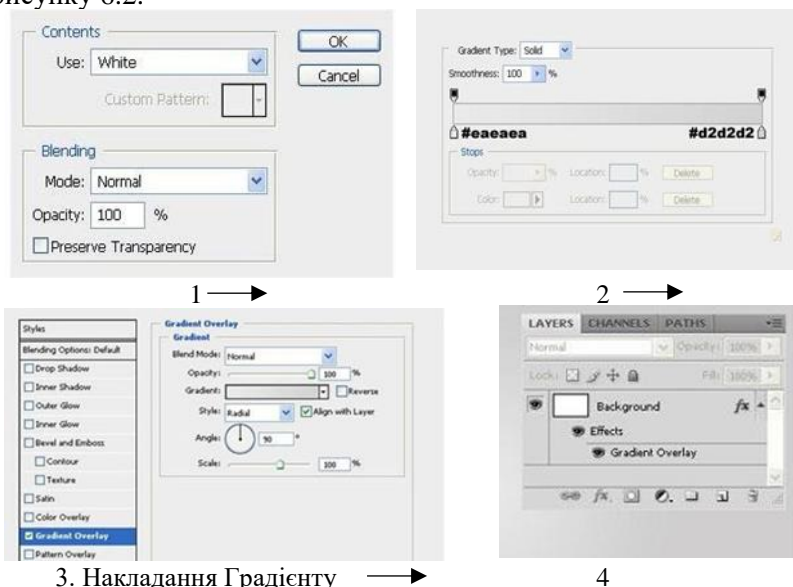 рисунку 8.2.
Contents
Use: White
Custom Pattern:
OK
Cancel
Blending
Mode: Normal
Opacity: 100 %
Preserve Transparency
Gradient Type: Solid
Smoothness: 100 %
#eaeaea #d2d2d2
Stops
Opacity: % Location: % Delete
Color: Location: % Delete
1 2
Styles
Blending Options: Default
Drop Shadow
Inner Shadow
Outer Glow
Inner Glow
Bevel and Emboss
Contour
Texture
Satin
Color Overlay
Gradient Overlay
Pattern Overlay
Gradient Overlay
Gradient
Blend Mode: Normal
Opacity: 100 %
Gradient: Reverse
Style: Radial Align with Layer
Angle: 90 °
Scale: 100 %
LAYERS CHANNELS PATHS
Normal Opacity: 100%
Lock: Fill: 100%
Background fx
Effects
Gradient Overlay
fx.
3. Накладання Градієнту 4